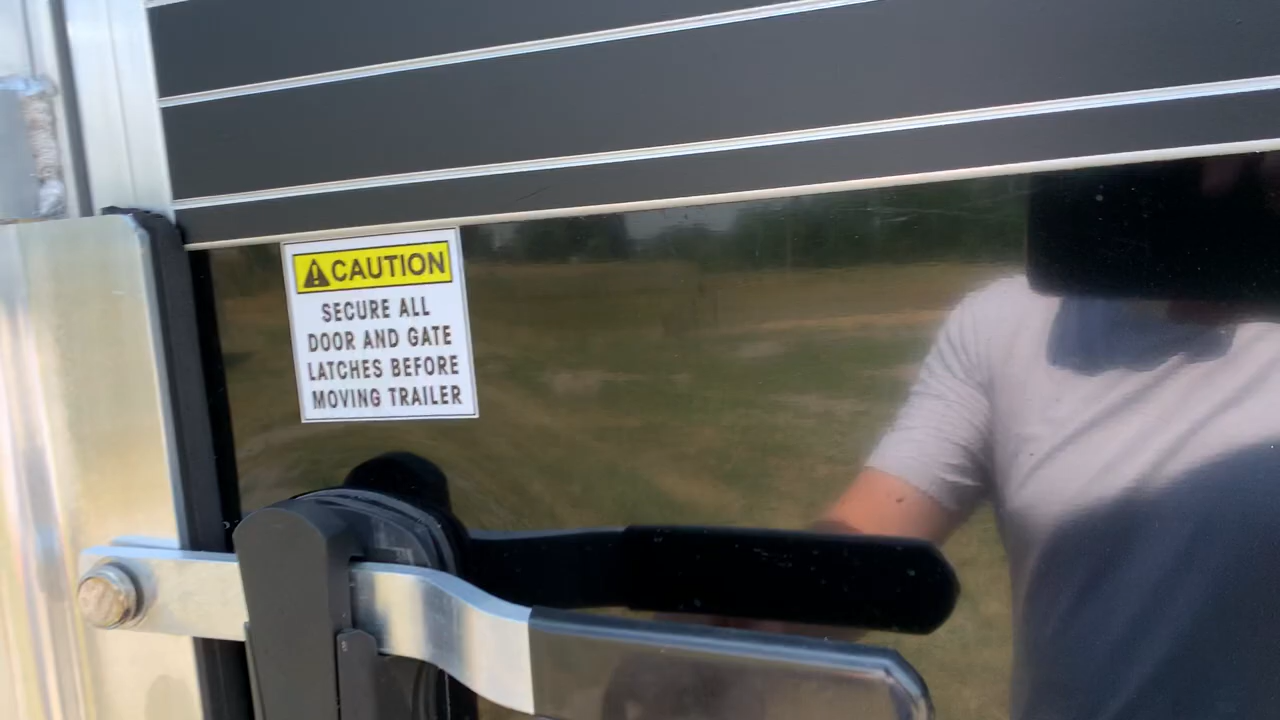 CAUTION
SECURE ALL
DOOR AND GATE
LATCHES BEFORE
MOVING TRAILER